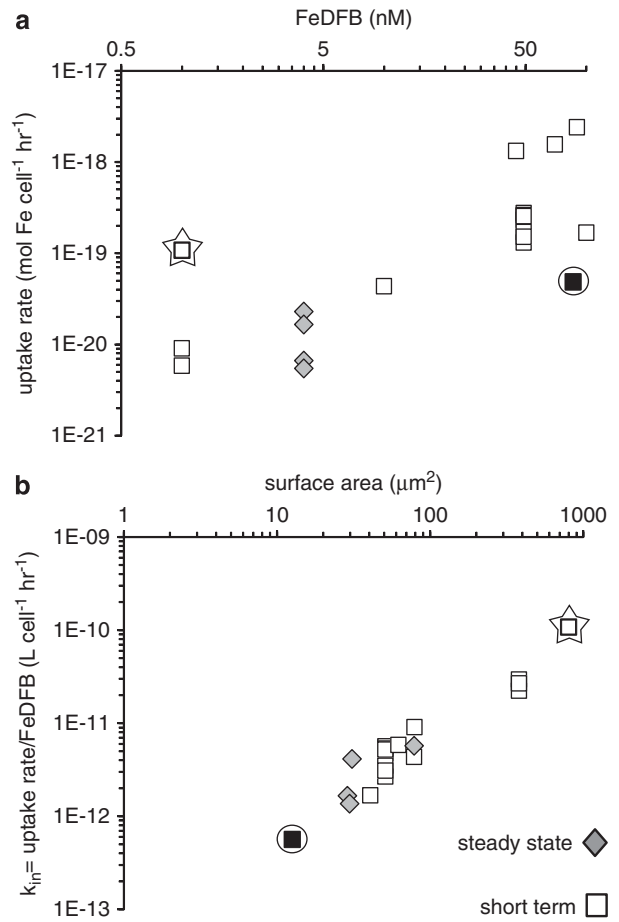 a
FeDFB (nM)
0.5 5 50
1E-17
1E-18
1E-19
1E-20
1E-21
uptake rate (mol Fe cell-1 hr-1)
b
surface area (μm2)
1 10 100 1000
1E-09
1E-10
1E-11
1E-12
1E-13
kin= uptake rate/FeDFB (L cell-1 hr-1)
steady state
short term